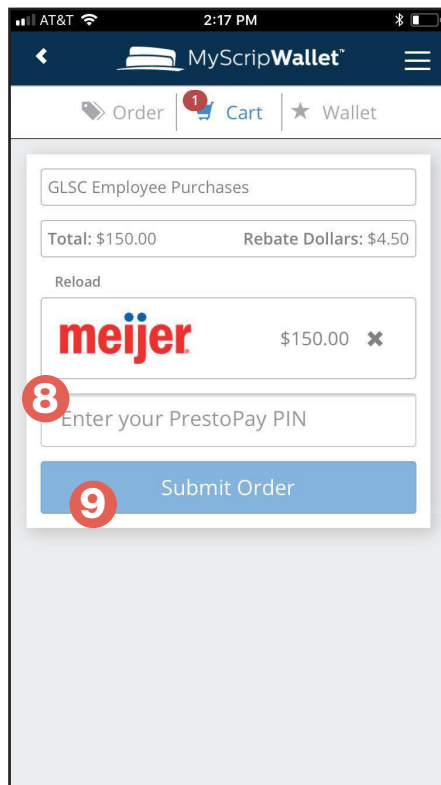 AT&T 2:17 PM
MyScripWallet™
Order 1 Cart Wallet
GLSC Employee Purchases
Total: $150.00 Rebate Dollars: $4.50
Reload
meijer $150.00 ✖
8
Enter your PrestoPay PIN
Submit Order
9